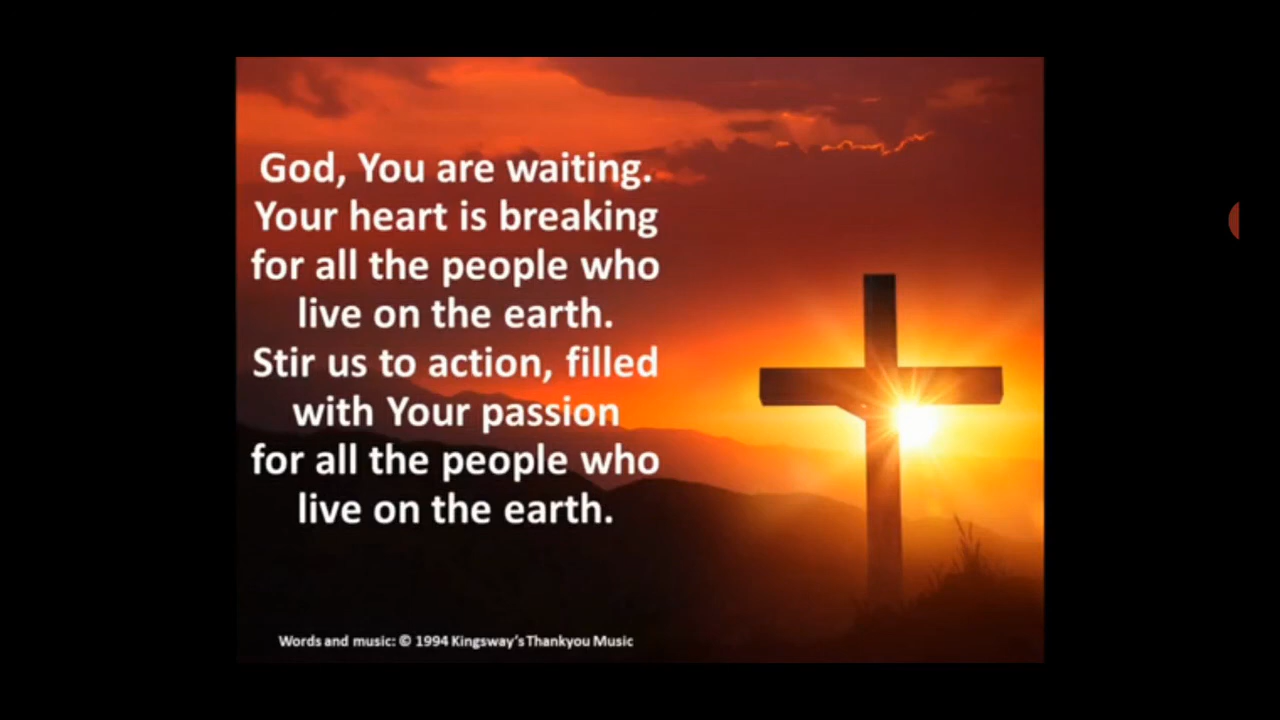 God, You are waiting.
Your heart is breaking
for all the people who
live on the earth.
Stir us to action, filled
with Your passion
for all the people who
live on the earth.
Words and music: © 1994 Kingsway's Thankyou Music